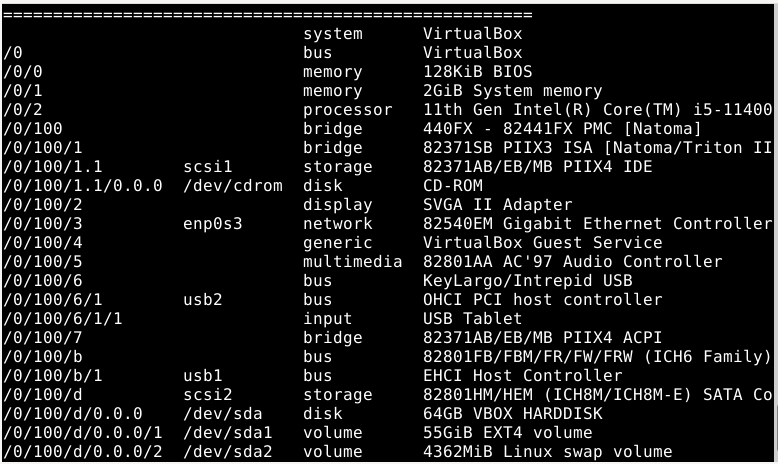 =====================================================
                              system      VirtualBox
/0                            bus         VirtualBox
/0/0                          memory      128KiB BIOS
/0/1                          memory      2GiB System memory
/0/2                          processor   11th Gen Intel(R) Core(TM) i5-11400
/0/100                        bridge      440FX - 82441FX PMC [Natoma]
/0/100/1                      bridge      82371SB PIIX3 ISA [Natoma/Triton II
/0/100/1.1        scsi1       storage     82371AB/EB/MB PIIX4 IDE
/0/100/1.1/0.0.0  /dev/cdrom  disk        CD-ROM
/0/100/2                      display     SVGA II Adapter
/0/100/3          enp0s3      network     82540EM Gigabit Ethernet Controller
/0/100/4                      generic     VirtualBox Guest Service
/0/100/5                      multimedia  82801AA AC'97 Audio Controller
/0/100/6                      bus         KeyLargo/Intrepid USB
/0/100/6/1        usb2        bus         OHCI PCI host controller
/0/100/6/1/1                  input       USB Tablet
/0/100/7                      bridge      82371AB/EB/MB PIIX4 ACPI
/0/100/b                      bus         82801FB/FBM/FR/FW/FRW (ICH6 Family)
/0/100/b/1        usb1        bus         EHCI Host Controller
/0/100/d          scsi2       storage     82801HM/HEM (ICH8M/ICH8M-E) SATA Co
/0/100/d/0.0.0    /dev/sda    disk        64GB VBOX HARDDISK
/0/100/d/0.0.0/1  /dev/sda1   volume      55GiB EXT4 volume
/0/100/d/0.0.0/2  /dev/sda2   volume      4362MiB Linux swap volume